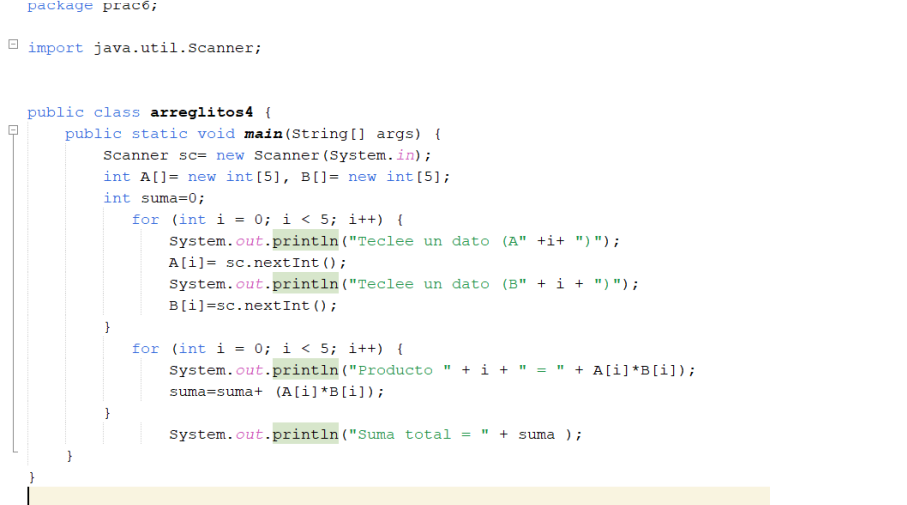 package prac6;
import java.util.Scanner;
public class arreglitos4 {
public static void main(String[] args) {
Scanner sc= new Scanner(System.in);
int A[]= new int[5], B[]= new int[5];
int suma=0;
for (int i = 0; i < 5; i++) {
System.out.println("Teclee un dato (A" +i+ ")");
A[i]= sc.nextInt();
System.out.println("Teclee un dato (B" + i + ")");
B[i]=sc.nextInt();
}
for (int i = 0; i < 5; i++) {
System.out.println("Producto " + i + " = " + A[i]*B[i]);
suma=suma+ (A[i]*B[i]);
}
System.out.println("Suma total = " + suma );
}
}